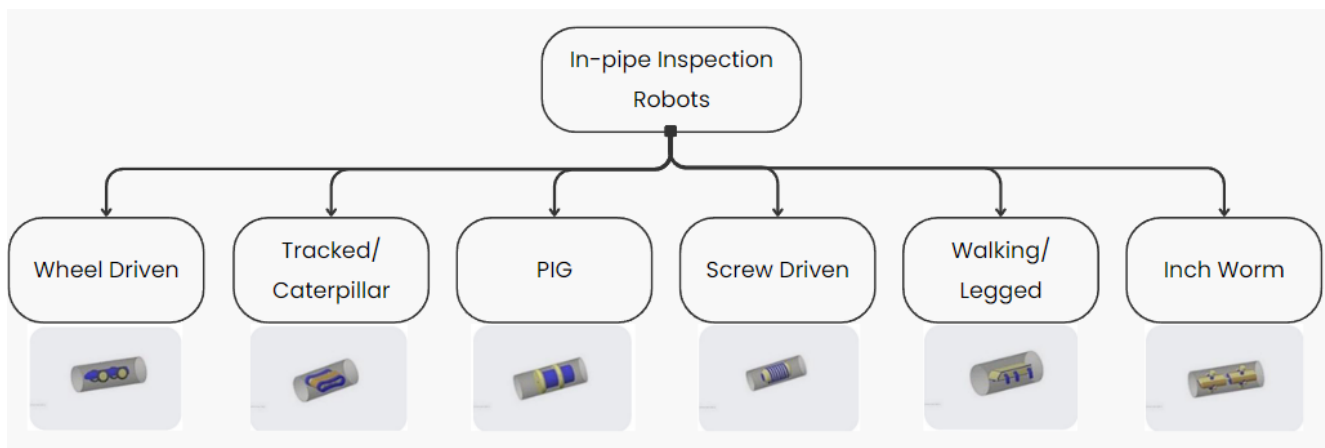 In-pipe Inspection
Robots
Wheel Driven
Tracked/
Caterpillar
PIG
Screw Driven
Walking/
Legged
Inch Worm